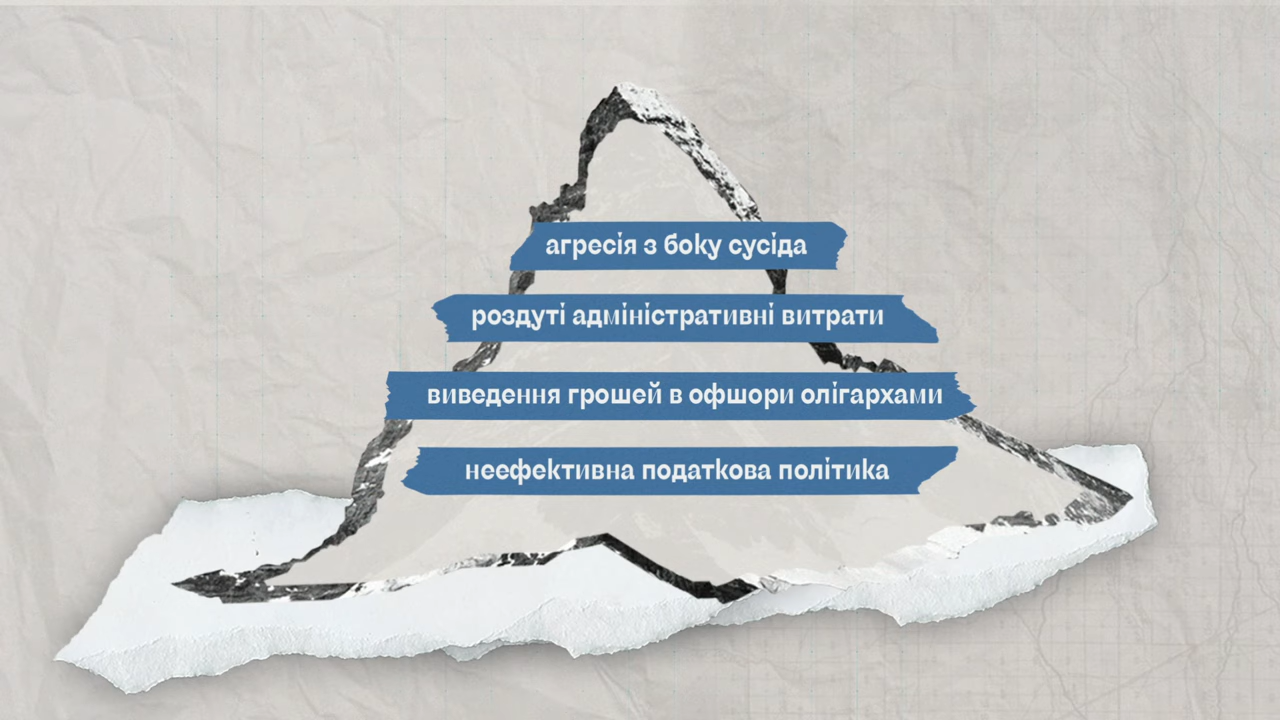 агресія з боку сусіда
роздуті адміністративні витрати
виведення грошей в офшори олігархами
неефективна податкова політика